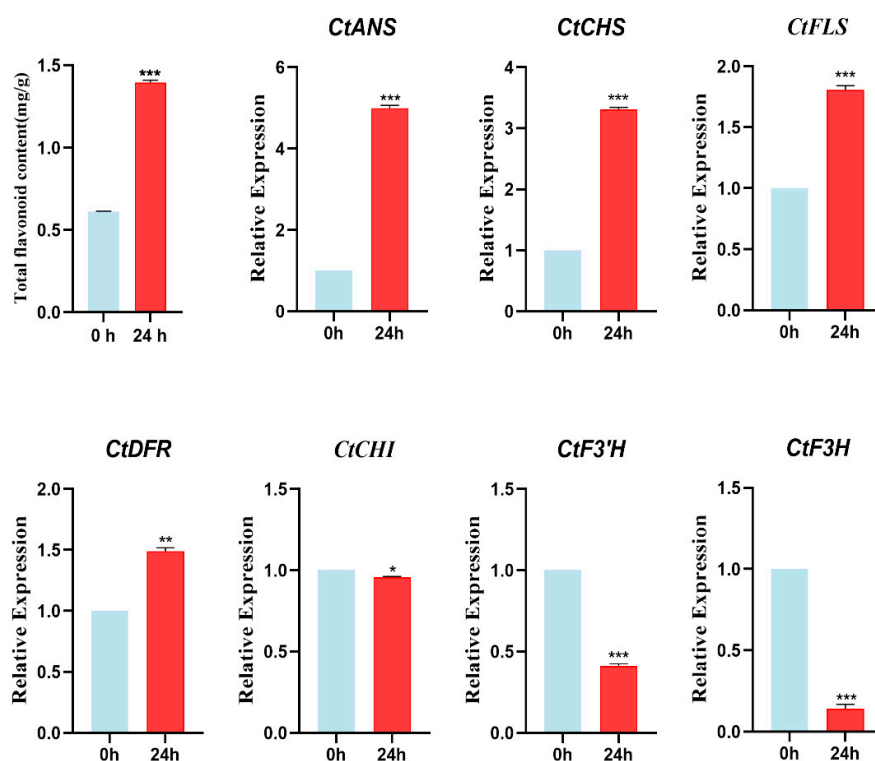 CtANS
CtCHS
CtFLS
Total flavonoid content(mg/g)
1.5
1.0
0.5
0.0
***
0 h
24 h
Relative Expression
6
4
2
0
***
0h
24h
Relative Expression
4
3
2
1
0
***
0h
24h
Relative Expression
2.0
1.5
1.0
0.5
0.0
***
0h
24h
CtDFR
CtCHI
CtF3'H
CtF3H
Relative Expression
2.0
1.5
1.0
0.5
0.0
**
0h
24h
Relative Expression
1.5
1.0
0.5
0.0
*
0h
24h
Relative Expression
1.5
1.0
0.5
0.0
***
0h
24h
Relative Expression
1.5
1.0
0.5
0.0
***
0h
24h